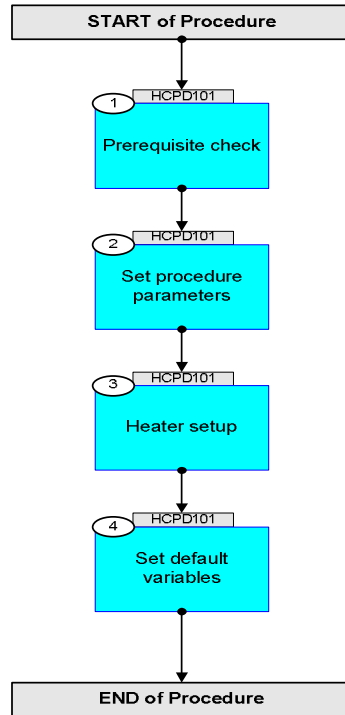 START of Procedure
HCPD101
1
Prerequisite check
HCPD101
2
Set procedure
parameters
HCPD101
3
Heater setup
HCPD101
4
Set default
variables
END of Procedure